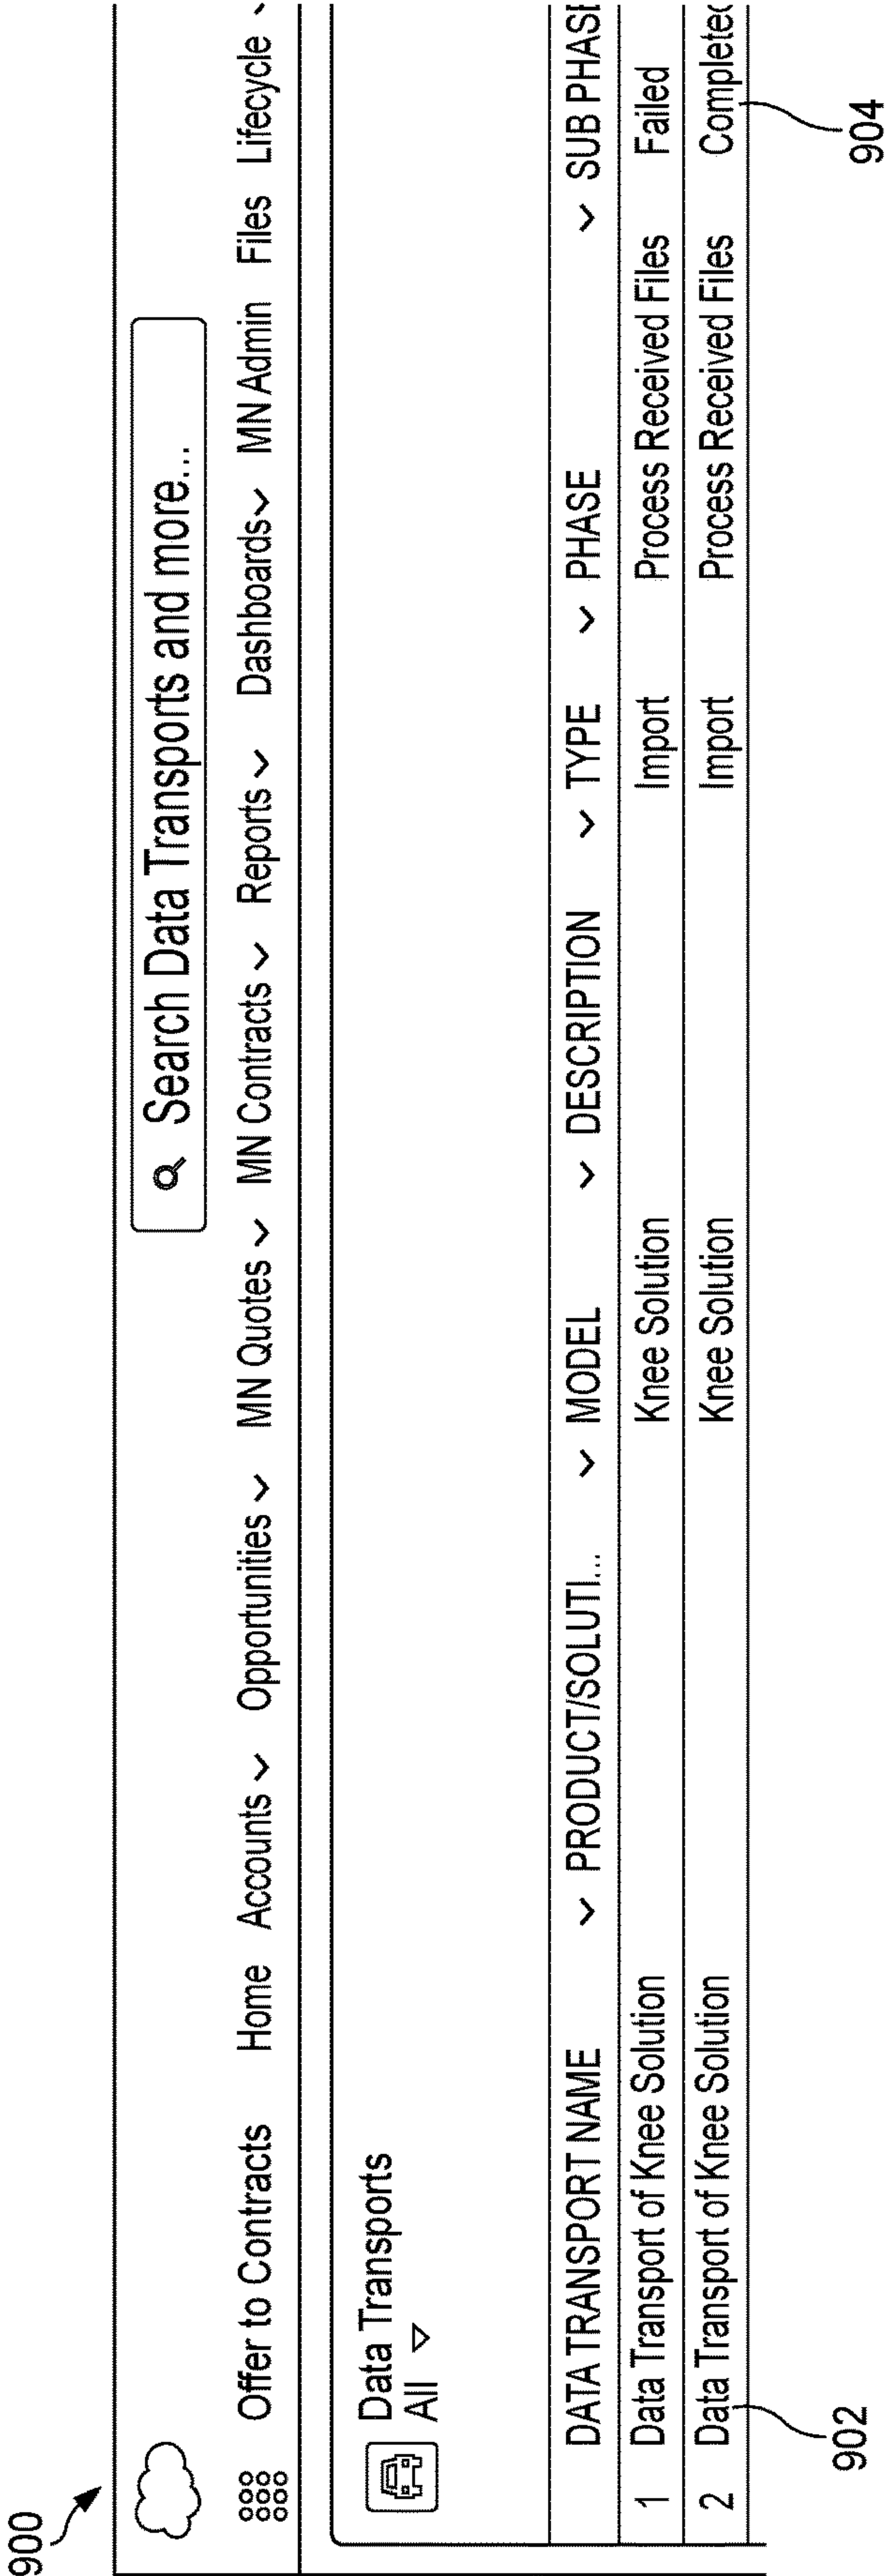 900
Search Data Transports and more...
Offer to Contracts Home Accounts Opportunities MN Quotes MN Contracts Reports Dashboards MN Admin Files Lifecycle
Data Transports
All
DATA TRANSPORT NAME PRODUCT/SOLUTI... MODEL DESCRIPTION TYPE PHASE SUB PHASE
1 Data Transport of Knee Solution Knee Solution Import Process Received Files Failed
2 Data Transport of Knee Solution Knee Solution Import Process Received Files Completed
902 904